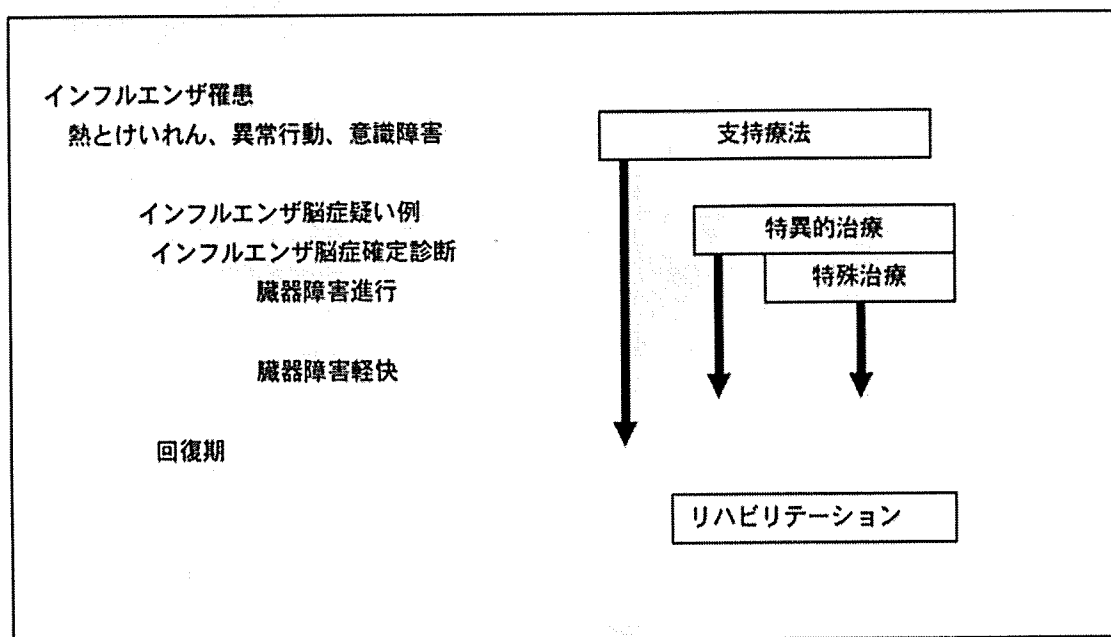 インフルエンザ罹患
熱とけいれん、異常行動、意識障害
支持療法
インフルエンザ脳症疑い例
特異的治療
インフルエンザ脳症確定診断
特殊治療
臓器障害進行
臓器障害軽快
回復期
リハビリテーション